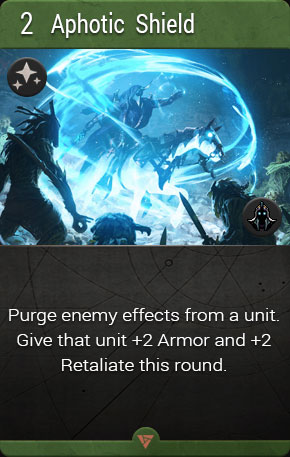 2 Aphotic Shield
Purge enemy effects from a unit.
Give that unit +2 Armor and +2
Retaliate this round.